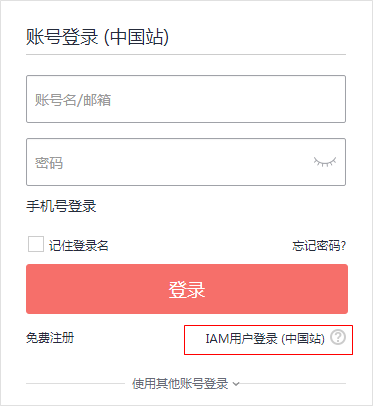 账号登录 (中国站)
账号名/邮箱
密码
手机号登录
记住登录名 忘记密码?
登录
免费注册 IAM用户登录 (中国站) ?
使用其他账号登录